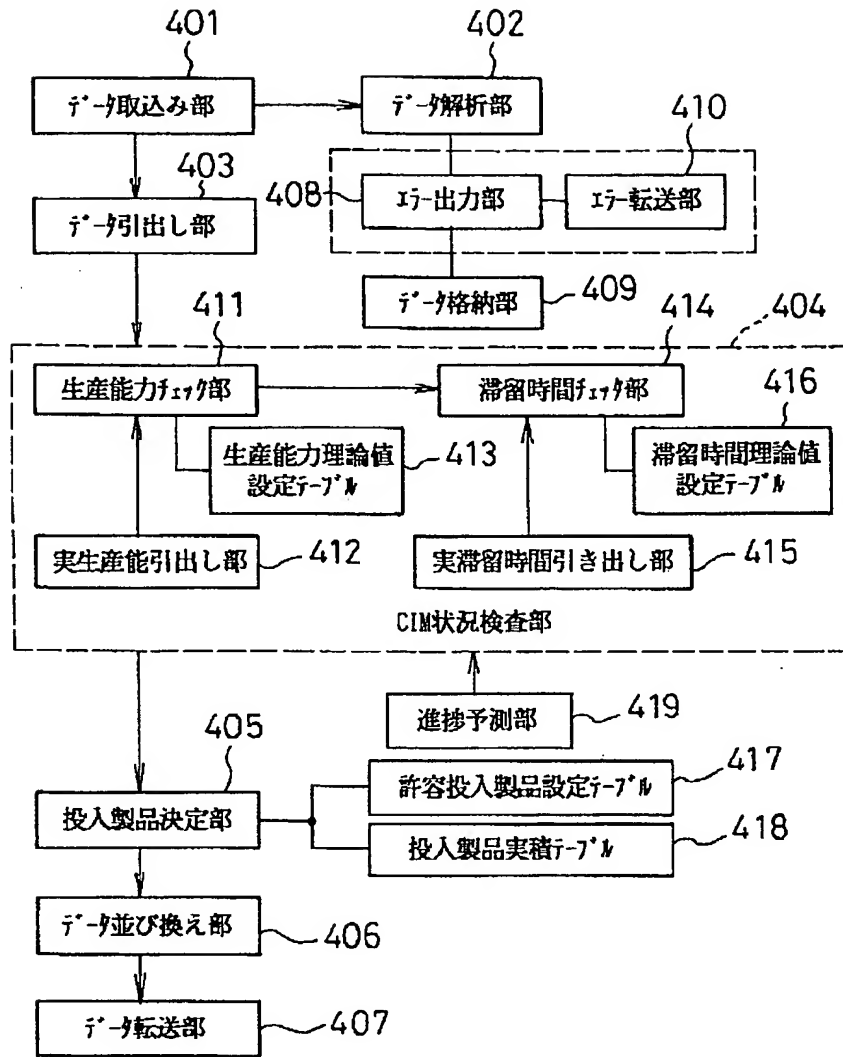 401
402
データ取込み部
データ解析部
410
403
408
エラー出力部
エラー転送部
データ引出し部
データ格納部
409
411
414
404
生産能力チェック部
滞留時間チェック部
416
生産能力理論値
設定テーブル
413
滞留時間理論値
設定テーブル
実生産能引出し部
412
実滞留時間引き出し部
415
CIM状況検査部
進捗予測部
419
405
許容投入製品設定テーブル
417
投入製品決定部
投入製品実積テーブル
418
データ並び換え部
406
データ転送部
407